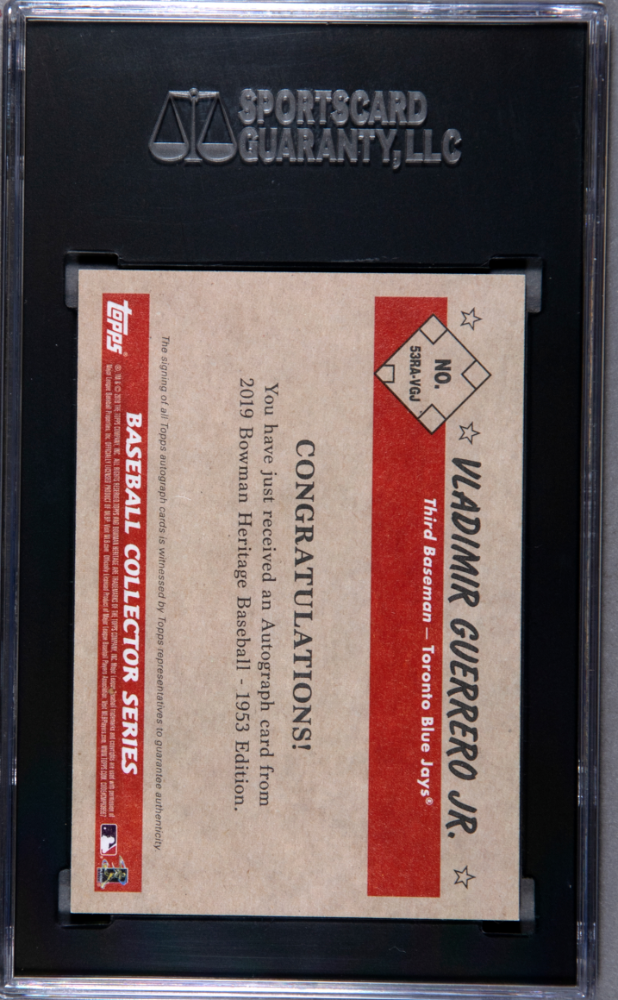 SPORTSCARD
GUARANTY, LLC
NO.
53RA-VGJ
VLADIMIR GUERRERO JR.
Third Baseman — Toronto Blue Jays®
CONGRATULATIONS!
You have just received an Autograph card from
2019 Bowman Heritage Baseball - 1953 Edition.
The signing of all Topps autograph cards is witnessed by Topps representatives to guarantee authenticity.
topps®
BASEBALL COLLECTOR SERIES